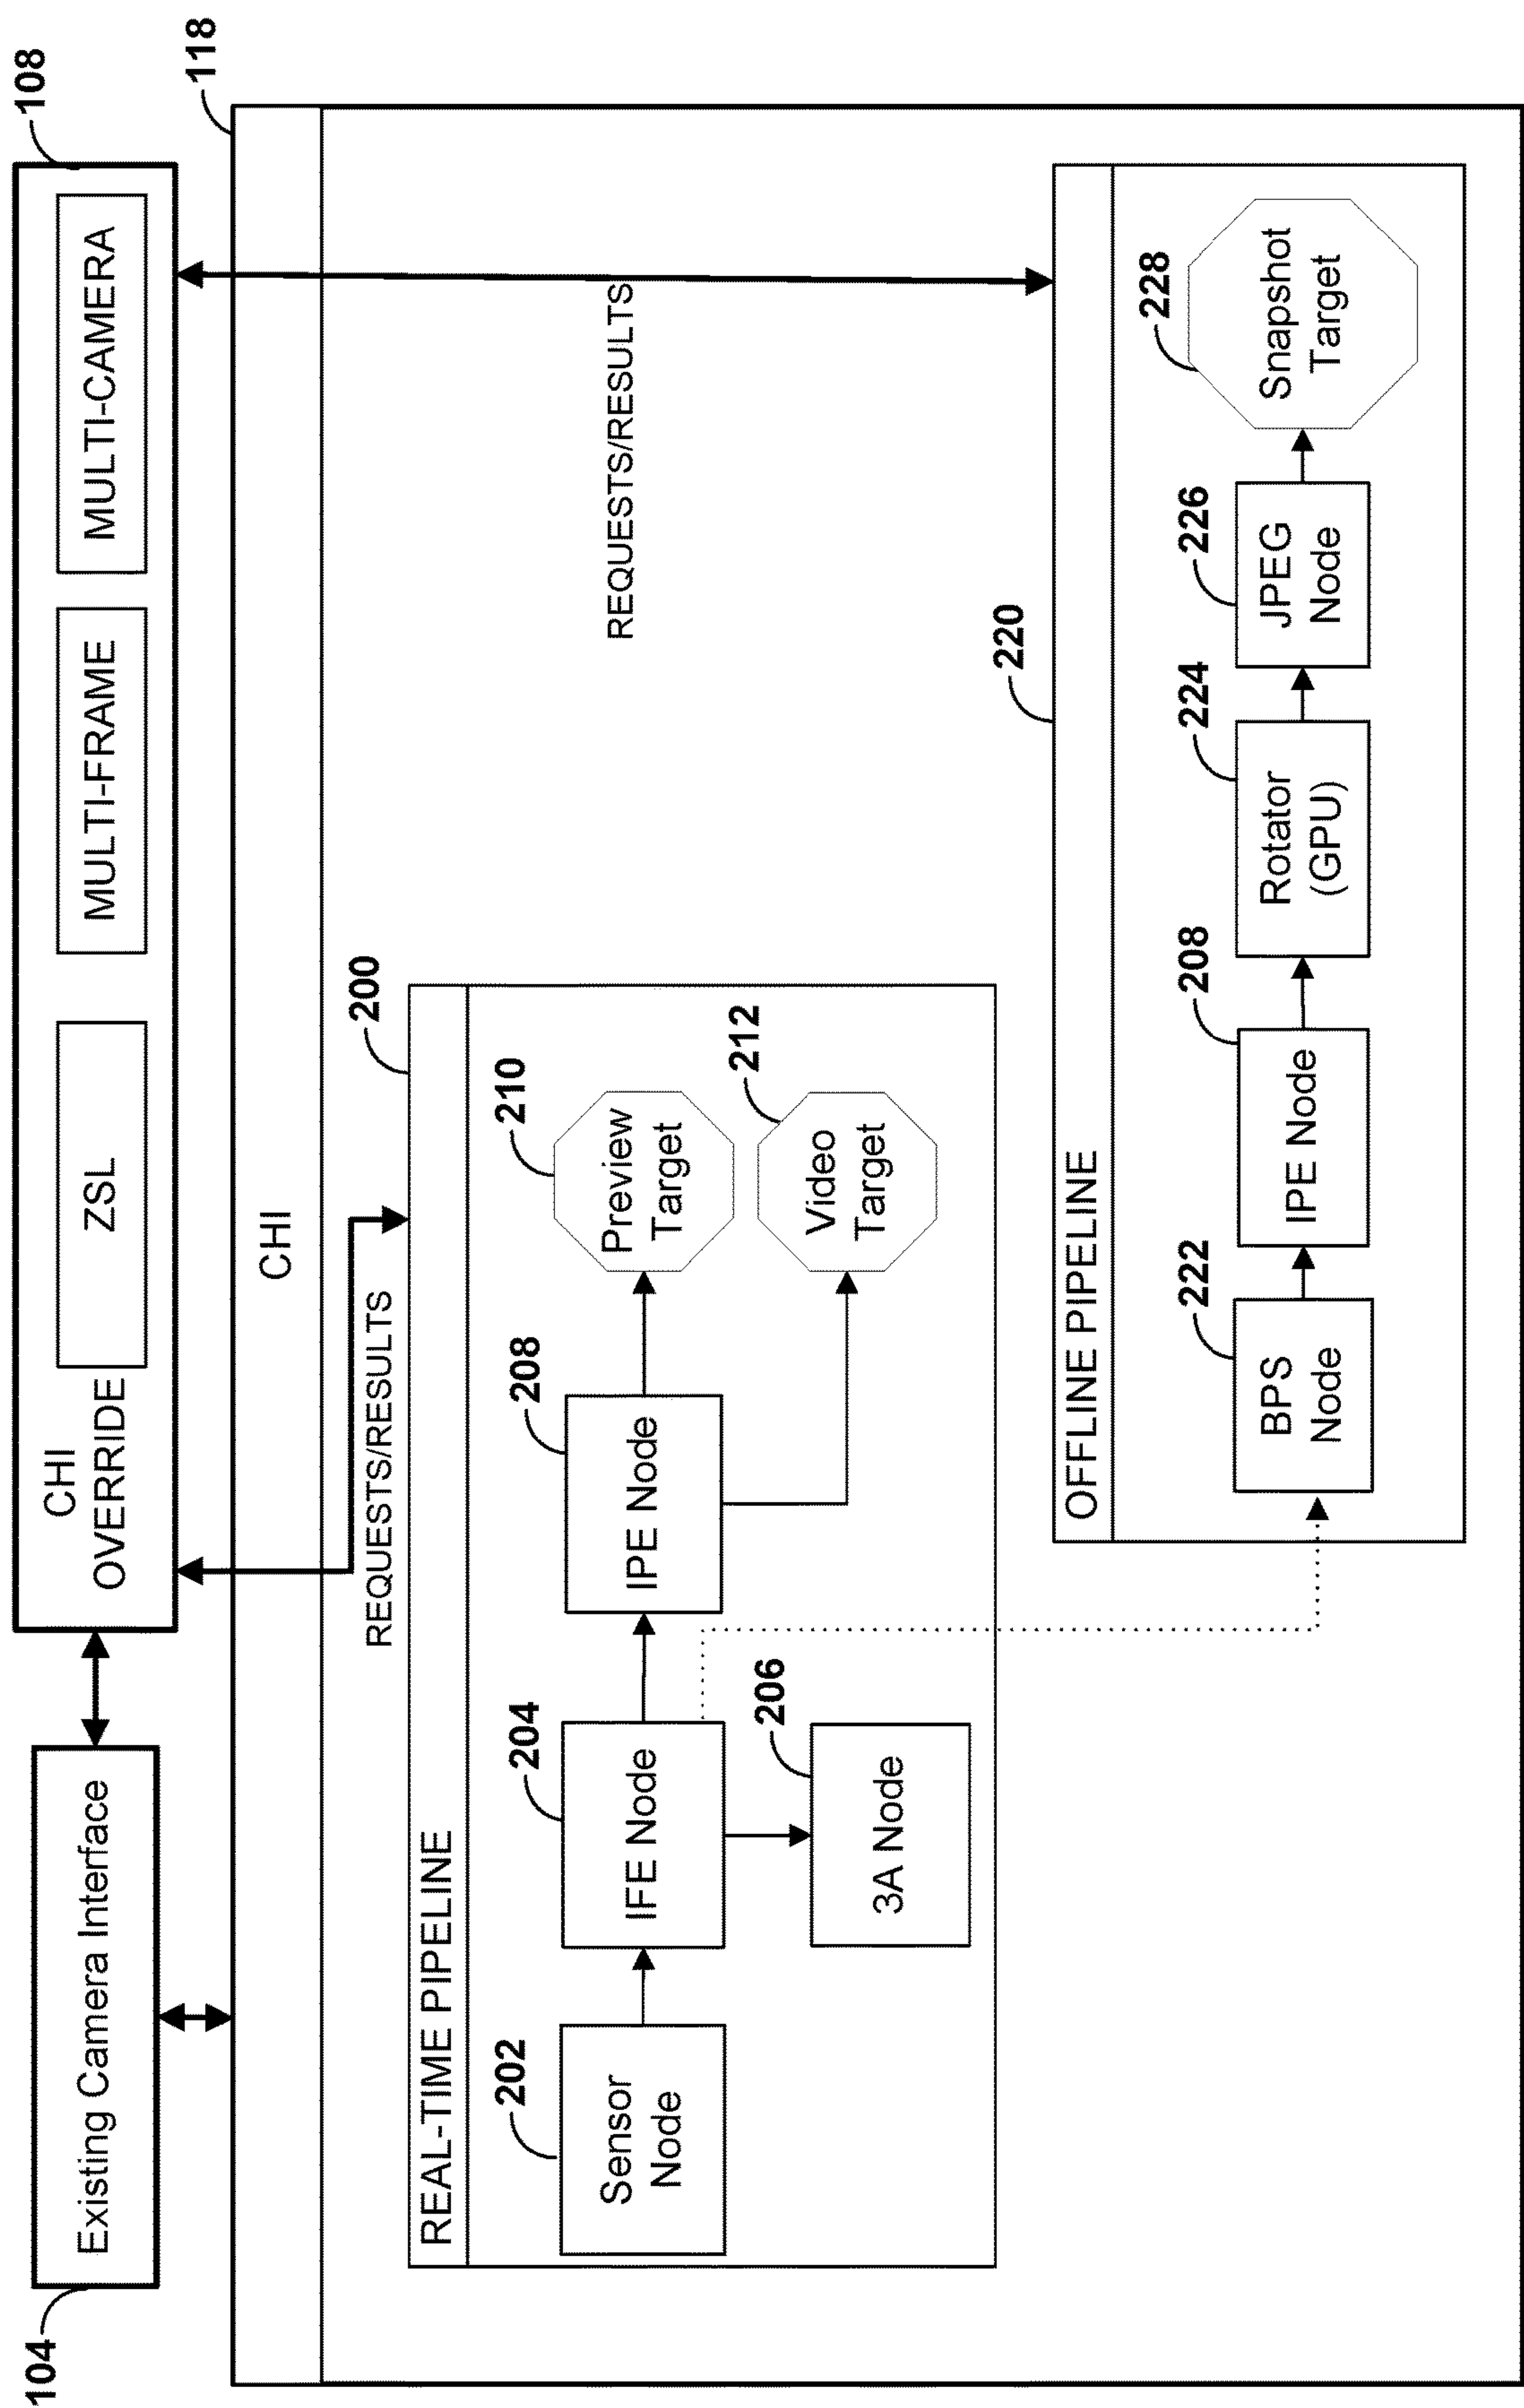 104
Existing Camera Interface
108
CHI
OVERRIDE
ZSL
MULTI-FRAME
MULTI-CAMERA
118
CHI
REQUESTS/RESULTS
REQUESTS/RESULTS
200
REAL-TIME PIPELINE
202
Sensor
Node
204
IFE Node
206
3A Node
208
IPE Node
210
Preview
Target
212
Video
Target
220
OFFLINE PIPELINE
222
BPS
Node
208
IPE Node
224
Rotator
(GPU)
226
JPEG
Node
228
Snapshot
Target